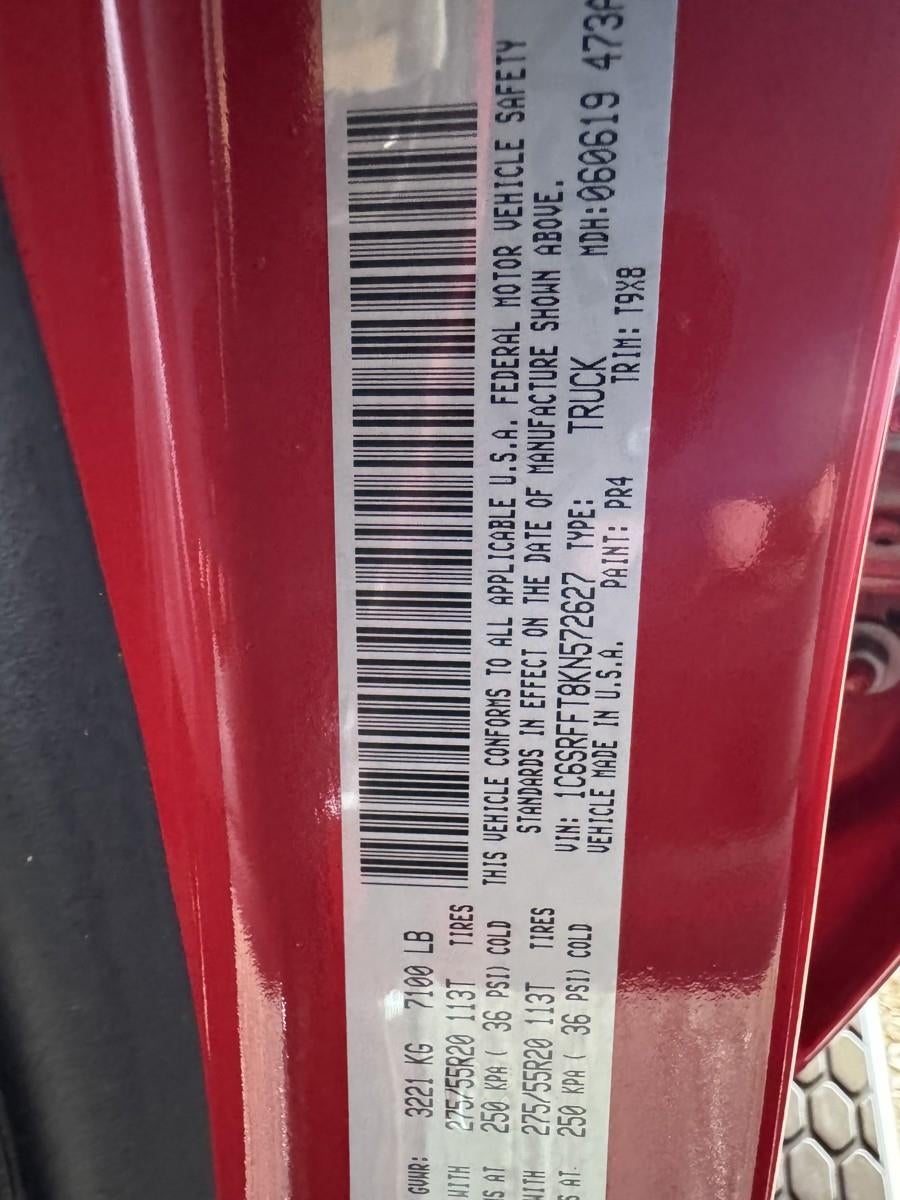 GVWR: 3221 KG 7100 LB
WITH 275/55R20 113T TIRES
S AT 250 KPA ( 36 PSI) COLD
WITH 275/55R20 113T TIRES
S AT 250 KPA ( 36 PSI) COLD
THIS VEHICLE CONFORMS TO ALL APPLICABLE U.S.A. FEDERAL MOTOR VEHICLE SAFETY
STANDARDS IN EFFECT ON THE DATE OF MANUFACTURE SHOWN ABOVE.
VIN: 1C6SRFFT8KN572627 TYPE: TRUCK MDH:060619 473A
VEHICLE MADE IN U.S.A. PAINT: PR4 TRIM: T9X8